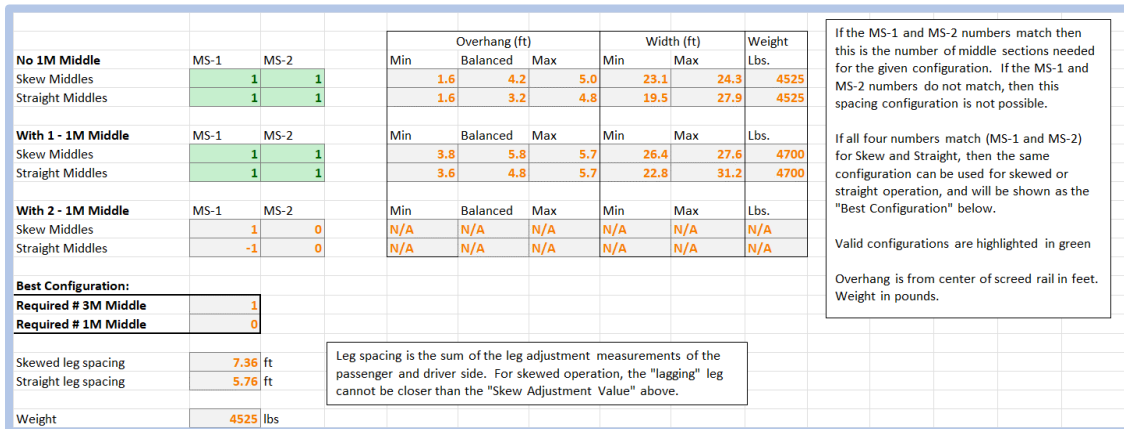 Overhang (ft) Width (ft) Weight
No 1M Middle MS-1 MS-2 Min Balanced Max Min Max Lbs.
Skew Middles 1 1 1.6 4.2 5.0 23.1 24.3 4525
Straight Middles 1 1 1.6 3.2 4.8 19.5 27.9 4525
With 1 - 1M Middle MS-1 MS-2 Min Balanced Max Min Max Lbs.
Skew Middles 1 1 3.8 5.8 5.7 26.4 27.6 4700
Straight Middles 1 1 3.6 4.8 5.7 22.8 31.2 4700
With 2 - 1M Middle MS-1 MS-2 Min Balanced Max Min Max Lbs.
Skew Middles 1 0 N/A N/A N/A N/A N/A N/A
Straight Middles -1 0 N/A N/A N/A N/A N/A N/A
Best Configuration:
Required # 3M Middle 1
Required # 1M Middle 0
Skewed leg spacing 7.36 ft
Straight leg spacing 5.76 ft
Weight 4525 lbs
Leg spacing is the sum of the leg adjustment measurements of the
passenger and driver side. For skewed operation, the "lagging" leg
cannot be closer than the "Skew Adjustment Value" above.
If the MS-1 and MS-2 numbers match then
this is the number of middle sections needed
for the given configuration. If the MS-1 and
MS-2 numbers do not match, then this
spacing configuration is not possible.
If all four numbers match (MS-1 and MS-2)
for Skew and Straight, then the same
configuration can be used for skewed or
straight operation, and will be shown as the
"Best Configuration" below.
Valid configurations are highlighted in green
Overhang is from center of screed rail in feet.
Weight in pounds.